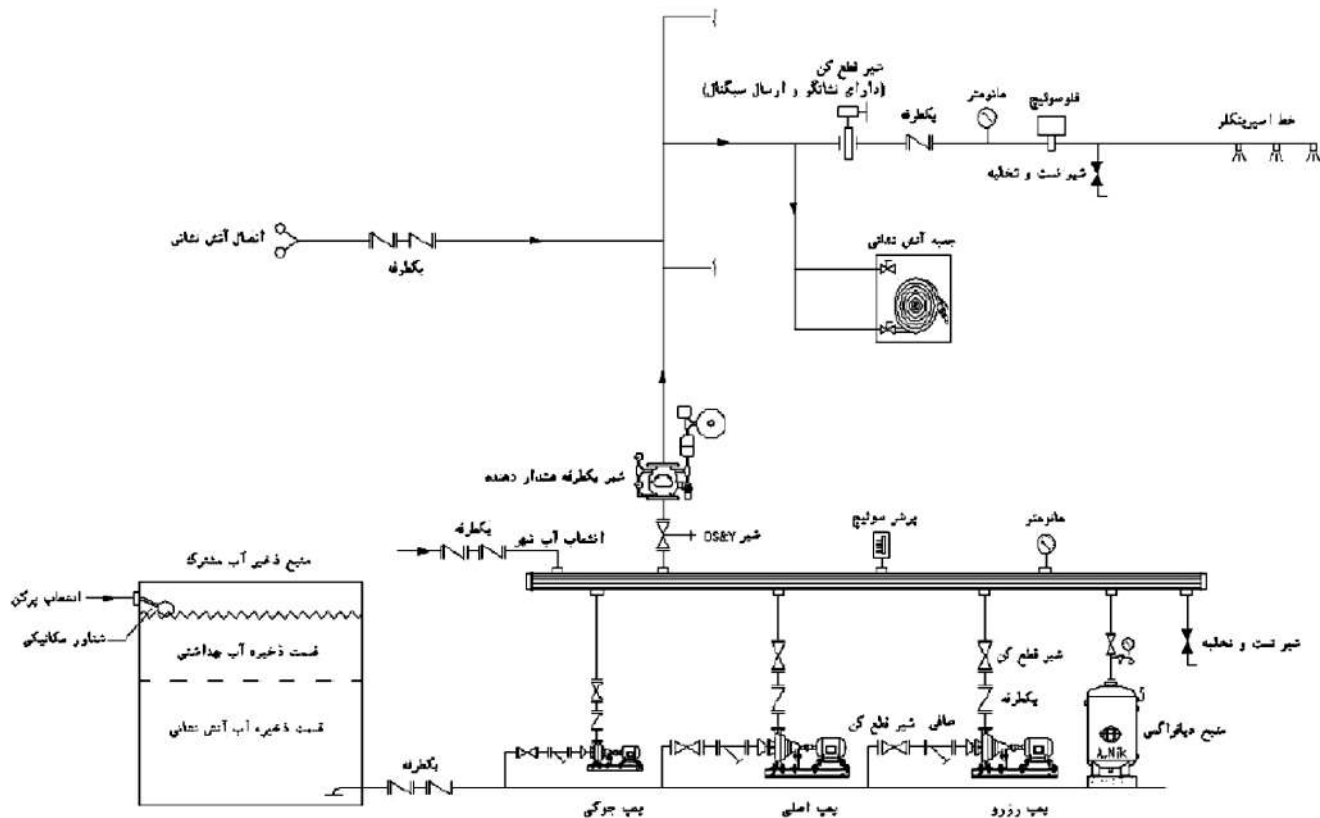 شیر قطع کن
(دارای نشانگر و ارسال سیگنال)
یکطرفه
مانومتر
فلوسوئیچ
خط اسپرینکلر
شیر تست و تخلیه
اتصال آتش نشانی
یکطرفه
جعبه آتش نشانی
شیر یکطرفه هشدار دهنده
یکطرفه
انشعاب آب شهر
شیر OS&Y
پرشر سوئیچ
مانومتر
منبع ذخیر آب مشترک
انشعاب پرکن
شناور مکانیکی
قسمت ذخیره آب بهداشتی
قسمت ذخیره آب آتش نشانی
شیر قطع کن
یکطرفه
شیر تست و تخلیه
شیر قطع کن
صافی
منبع دیافراگمی
A.Nik
یکطرفه
پمپ جوکی
پمپ اصلی
پمپ رزرو